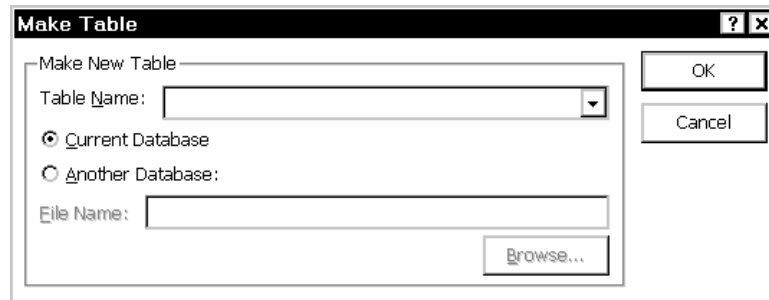 Make Table
Make New Table
Table Name:
Current Database
Another Database:
File Name:
Browse...
OK
Cancel